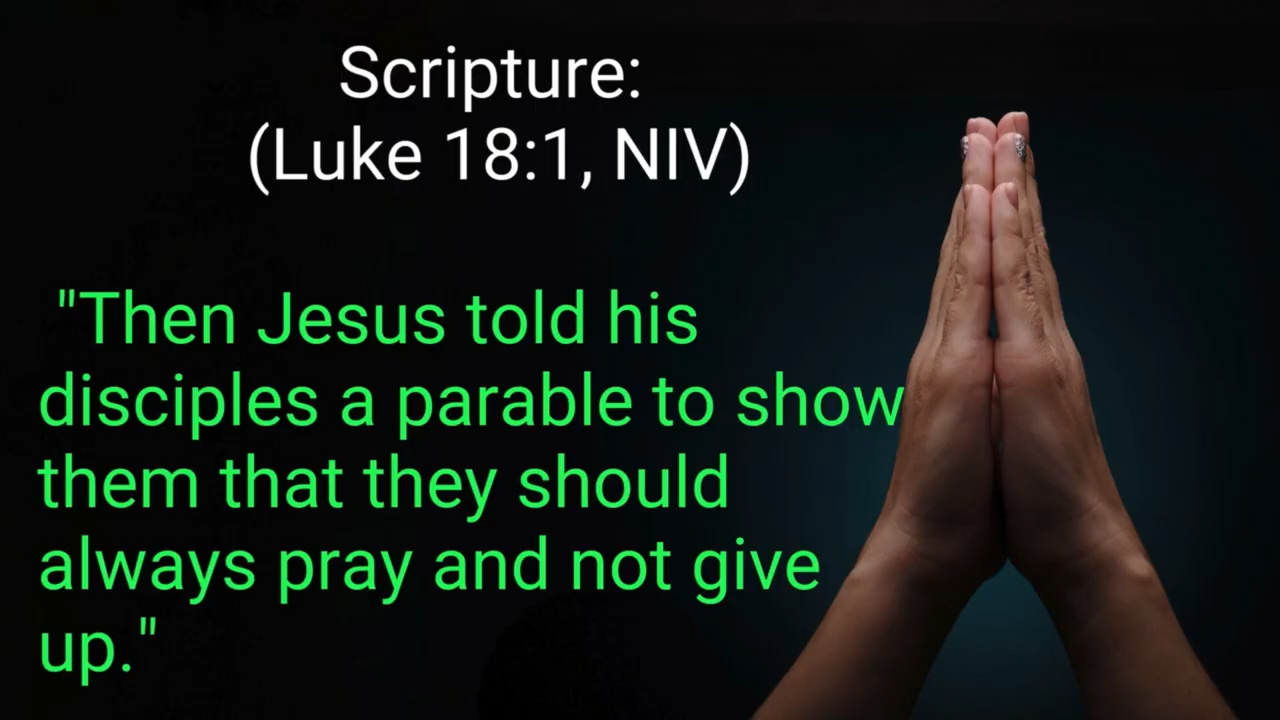 Scripture:
(Luke 18:1, NIV)
"Then Jesus told his
disciples a parable to show
them that they should
always pray and not give
up."